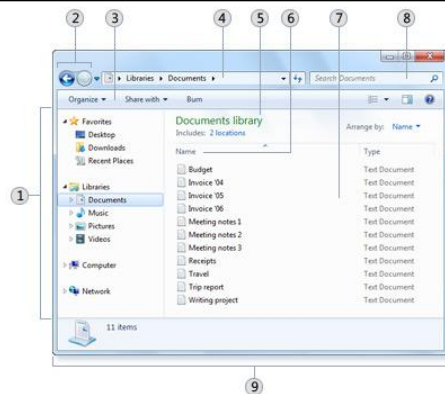 2 3 4 5 6 7 8
Libraries Documents Search Documents
Organize Share with Burn
Favorites
Desktop
Downloads
Recent Places
Libraries
Documents
Music
Pictures
Videos
Computer
Network
1
Documents library
Includes: 2 locations
Arrange by: Name
Name Type
Budget Text Document
Invoice '04 Text Document
Invoice '05 Text Document
Invoice '06 Text Document
Meeting notes 1 Text Document
Meeting notes 2 Text Document
Meeting notes 3 Text Document
Receipts Text Document
Travel Text Document
Trip report Text Document
Writing project Text Document
11 items
9